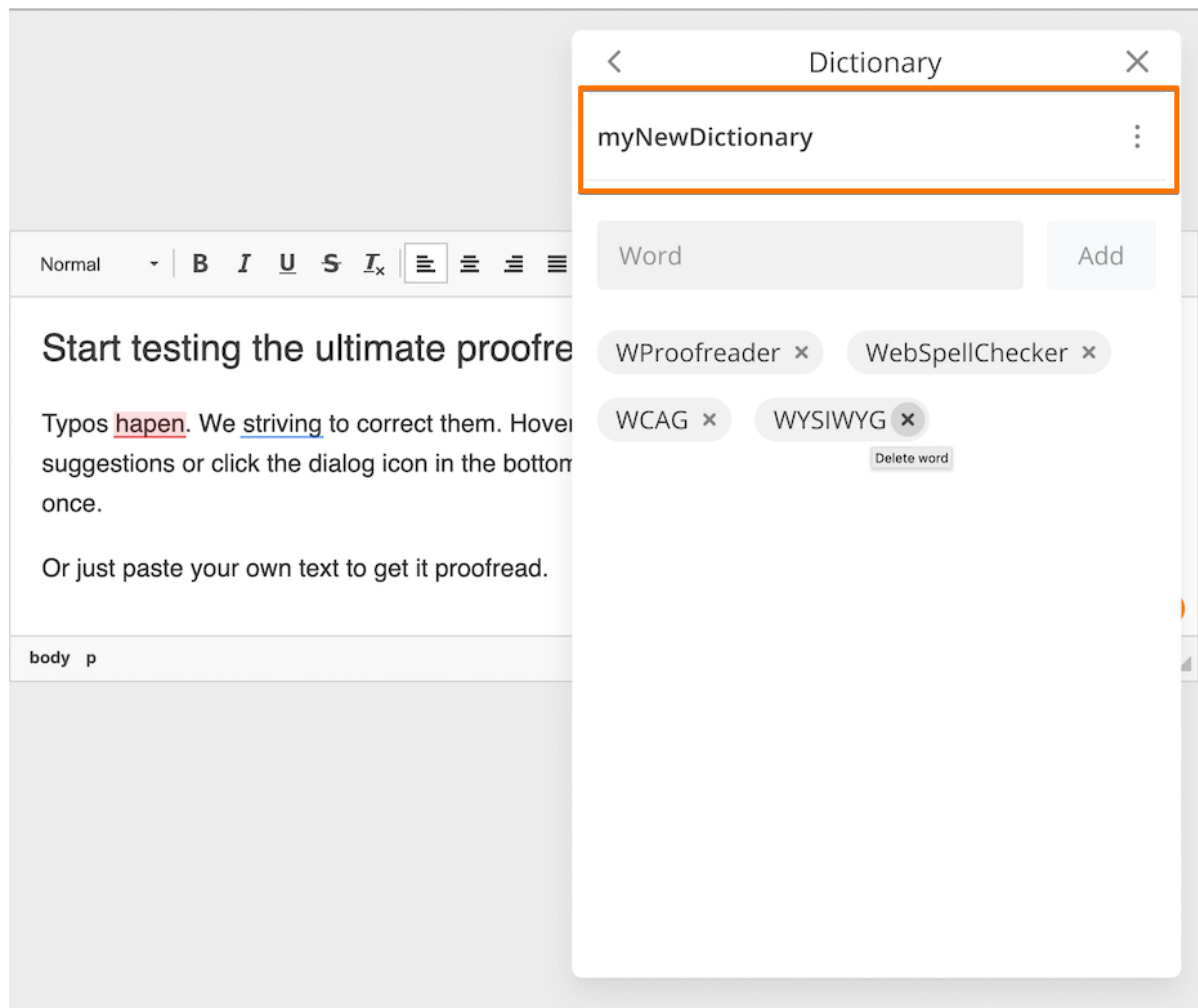 Dictionary
myNewDictionary
Word
Add
Normal
B I U S Ix
Start testing the ultimate proofre
WProofreader
WebSpellChecker
Typos hapen. We striving to correct them. Hover
WCAG
WYSIWYG
suggestions or click the dialog icon in the bottom
Delete word
once.
Or just paste your own text to get it proofread.
body p